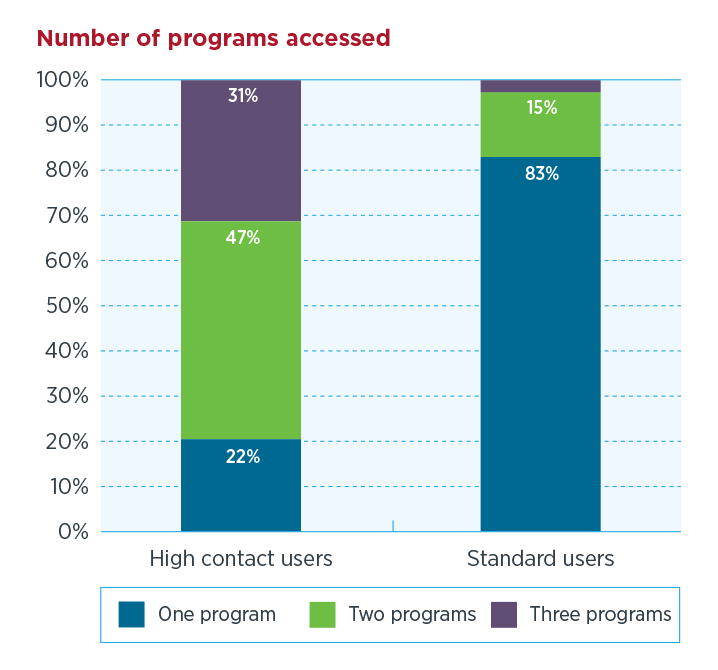 Number of programs accessed
100%
90%
80%
70%
60%
50%
40%
30%
20%
10%
0%
31%
47%
22%
15%
83%
High contact users
Standard users
One program
Two programs
Three programs